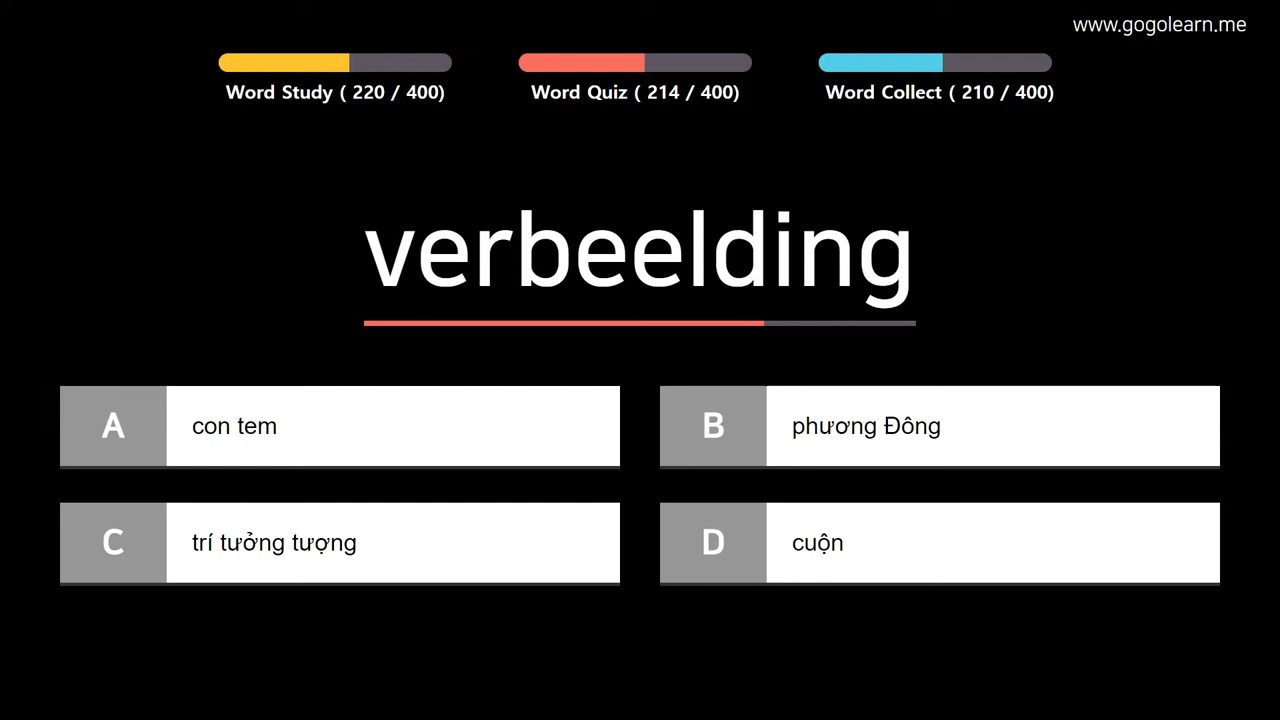 www.gogolearn.me
Word Study ( 220 / 400)
Word Quiz ( 214 / 400)
Word Collect ( 210 / 400)
verbeelding
A con tem
B phương Đông
C trí tưởng tượng
D cuộn